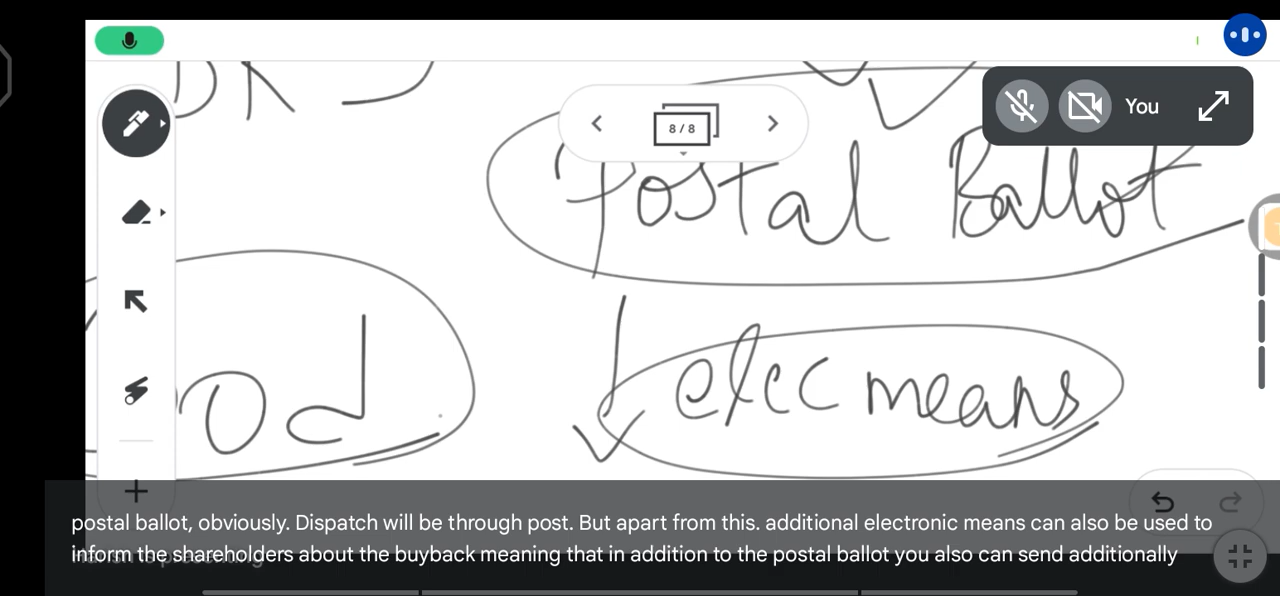 8/8
You
Postal Ballot
od
elec means
postal ballot, obviously. Dispatch will be through post. But apart from this. additional electronic means can also be used to
inform the shareholders about the buyback meaning that in addition to the postal ballot you also can send additionally